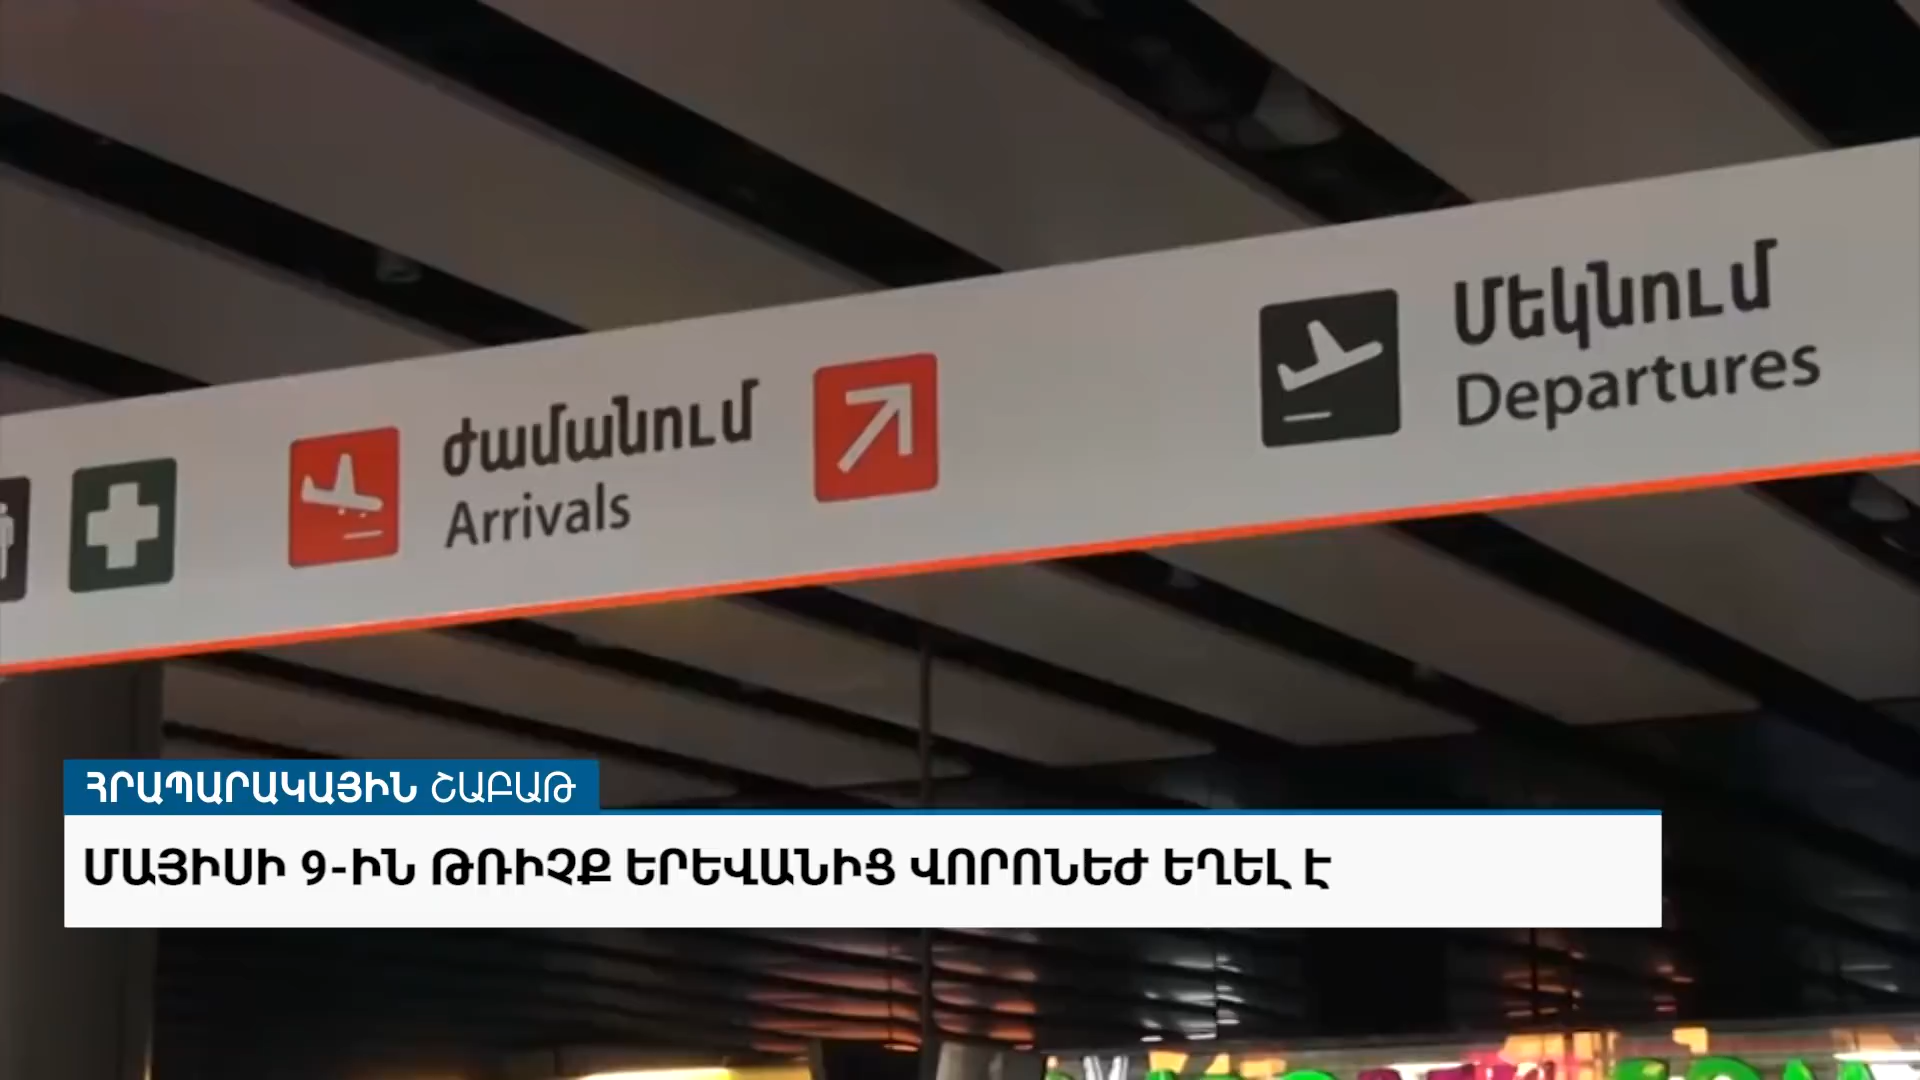 Մեկնում
Departures
Ժամանում
Arrivals
ՀՐԱՊԱՐԱԿԱՅԻՆ ՇԱԲԱԹ
ՄԱՅԻՍԻ 9-ԻՆ ԹՌԻՉՔ ԵՐԵՎԱՆԻՑ ՎՈՐՈՆԵԺ ԵՂԵԼ Է